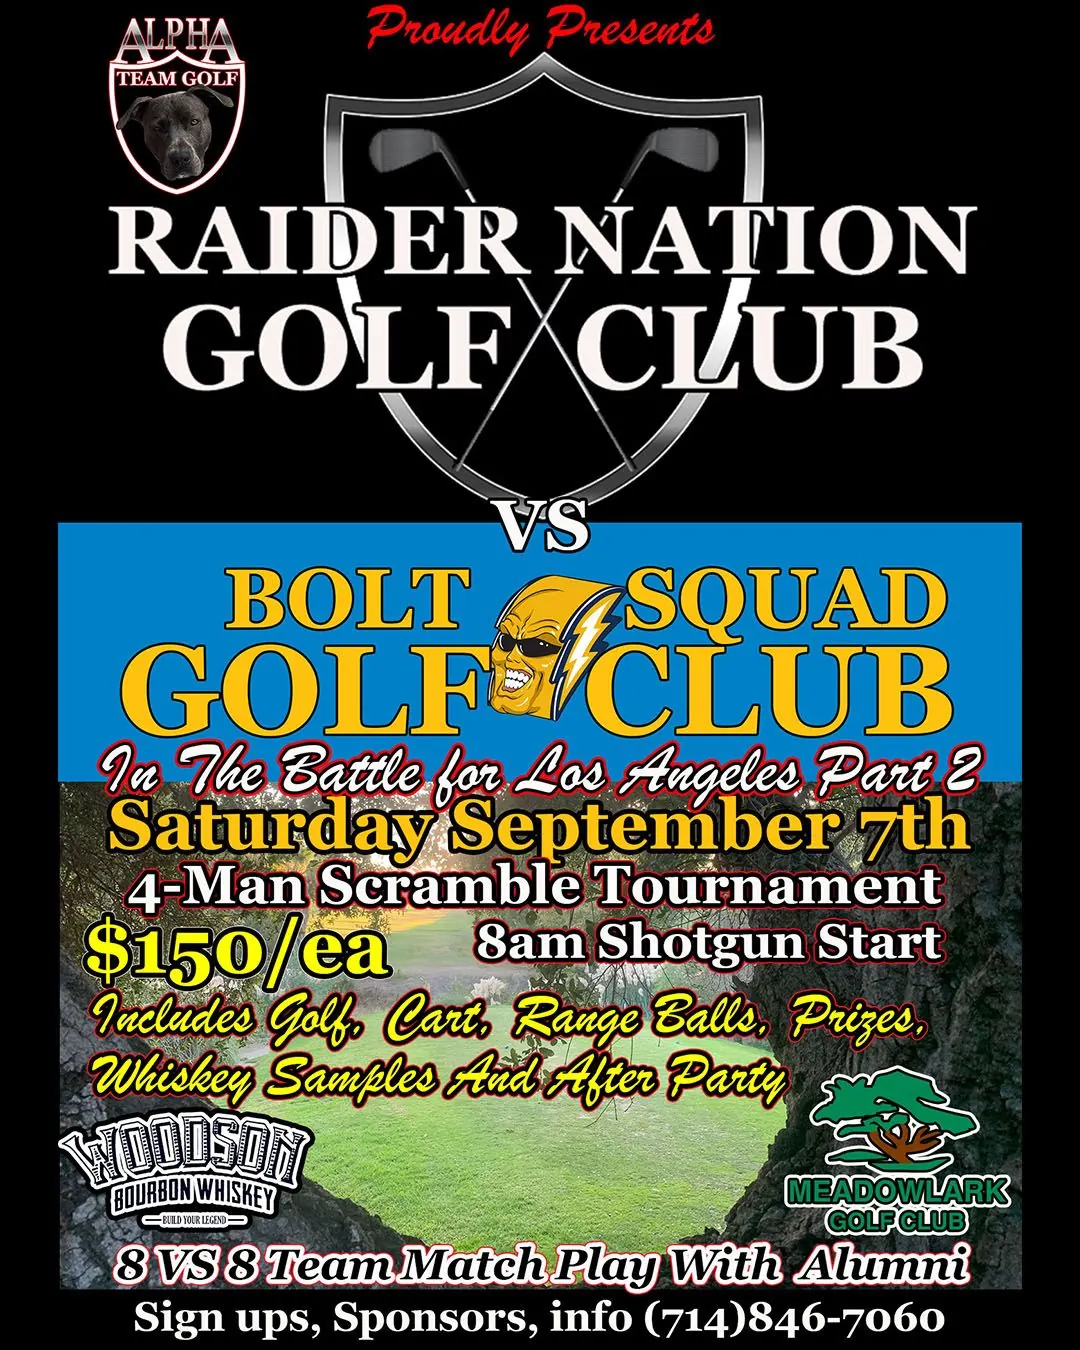 ALPHA
TEAM GOLF
Proudly Presents
RAIDER NATION
GOLF CLUB
VS
BOLT SQUAD
GOLF CLUB
In The Battle for Los Angeles Part 2
Saturday September 7th
4-Man Scramble Tournament
$150/ea
8am Shotgun Start
Includes Golf, Cart, Range Balls, Prizes,
Whiskey Samples And After Party
WOODSON
BOURBON WHISKEY
BUILD YOUR LEGEND
MEADOWLARK
GOLF CLUB
8 VS 8 Team Match Play With Alumni
Sign ups, Sponsors, info (714)846-7060